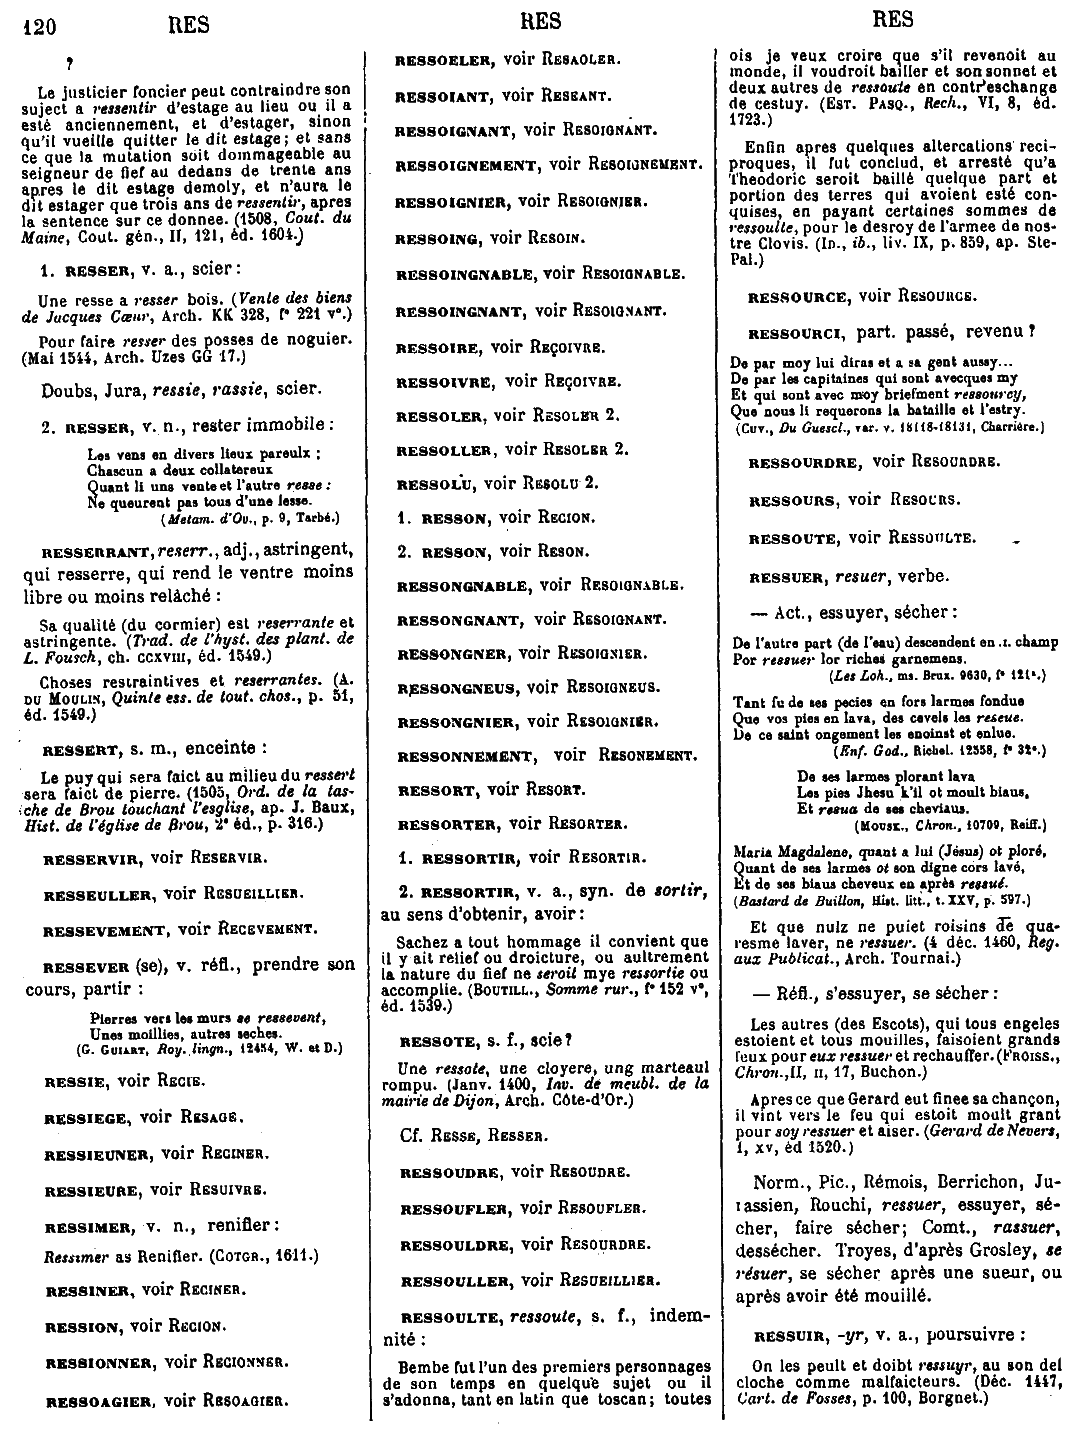 120 RES RES RES
?
Le justicier foncier peut contraindre son
suject a ressentir d'estage au lieu ou il a
esté anciennement, et d'estager, sinon
qu'il vueille quitter le dit estage; et sans
ce que la mutation soit dommageable au
seigneur de fief au dedans de trente ans
apres le dit estage demoly, et n'aura le
dit estager que trois ans de ressentir, apres
la sentence sur ce donnee. (1508, Cout. du
Maine, Cout. gén., II, 121, éd. 1604.)
1. RESSER, v. a., scier:
Une resse a resser bois. (Vente des biens
de Jacques Cœur, Arch. KK 328, f° 221 v°.)
Pour faire resser des posses de noguier.
(Mai 1544, Arch. Uzes GG 17.)
Doubs, Jura, ressie, rassie, scier.
2. RESSER, v. n., rester immobile:
Les vens en divers lieux pareulx;
Chascun a deux collatereux
Quant li uns vente et l'autre resse:
Ne queurent pas tous d'une lesse.
(Metam. d'Ov., p. 9, Tarbé.)
RESSERRANT, reserr., adj., astringent,
qui resserre, qui rend le ventre moins
libre ou moins relâché:
Sa qualité (du cormier) est reserrante et
astringente. (Trad. de l'hyst. des plant. de
L. Fousch, ch. CCXVIII, éd. 1549.)
Choses restraintives et reserrantes. (A.
DU MOULIN, Quinte ess. de tout. chos., p. 51,
éd. 1549.)
RESSERT, s. m., enceinte:
Le puy qui sera faict au milieu du ressert
sera faict de pierre. (1505, Ord. de la tas-
che de Brou touchant l'esglise, ap. J. Baux,
Hist. de l'église de Brou, 2e éd., p. 316.)
RESSERVIR, voir RESERVIR.
RESSEULLER, voir RESUEILLIER.
RESSEVEMENT, voir RECEVEMENT.
RESSEVER (se), v. réfl., prendre son
cours, partir:
Pierres vers les murs se ressevent,
Unes moillies, autres seches.
(G. GUIART, Roy. lingn., 12454, W. et D.)
RESSIE, voir RECIE.
RESSIEGE, voir RESAGE.
RESSIEUNER, voir RECINER.
RESSIEURE, voir RESUIVRE.
RESSIMER, v. n., renifler:
Ressimer as Renifler. (COTGR., 1611.)
RESSINER, voir RECINER.
RESSION, voir RECION.
RESSIONNER, voir RECIONNER.
RESSOAGIER, voir RESOAGIER.
RESSOELER, voir RESAOLER.
RESSOIANT, voir RESEANT.
RESSOIGNANT, voir RESOIGNANT.
RESSOIGNEMENT, voir RESOIGNEMENT.
RESSOIGNIER, voir RESOIGNIER.
RESSOING, voir RESOIN.
RESSOINGNABLE, voir RESOIGNABLE.
RESSOINGNANT, voir RESOIGNANT.
RESSOIRE, voir REÇOIVRE.
RESSOIVRE, voir REÇOIVRE.
RESSOLER, voir RESOLER 2.
RESSOLLER, voir RESOLER 2.
RESSOLU, voir RESOLU 2.
1. RESSON, voir RECION.
2. RESSON, voir RESON.
RESSONGNABLE, voir RESOIGNABLE.
RESSONGNANT, voir RESOIGNANT.
RESSONGNER, voir RESOIGNIER.
RESSONGNEUS, voir RESOIGNEUS.
RESSONGNIER, voir RESOIGNIER.
RESSONNEMENT, voir RESONEMENT.
RESSORT, voir RESORT.
RESSORTER, voir RESORTER.
1. RESSORTIR, voir RESORTIR.
2. RESSORTIR, v. a., syn. de sortir,
au sens d'obtenir, avoir:
Sachez a tout hommage il convient que
il y ait relief ou droicture, ou aultrement
la nature du fief ne seroit mye ressortie ou
accomplie. (BOUTILL., Somme rur., f° 152 v°,
éd. 1539.)
RESSOTE, s. f., scie?
Une ressote, une cloyere, ung marteaul
rompu. (Janv. 1400, Inv. de meubl. de la
mairie de Dijon, Arch. Côte-d'Or.)
Cf. RESSE, RESSER.
RESSOUDRE, voir RESOUDRE.
RESSOUFLER, voir RESOUFLER.
RESSOULDRE, voir RESOURDRE.
RESSOULLER, voir RESUEILLIER.
RESSOULTE, ressoute, s. f., indem-
nité:
Bembe fut l'un des premiers personnages
de son temps en quelque sujet ou il
s'adonna, tant en latin que toscan; toutes
ois je veux croire que s'il revenoit au
monde, il voudroit bailler et son sonnet et
deux autres de ressoute en contr'eschange
de cestuy. (EST. PASQ., Rech., VI, 8, éd.
1723.)
Enfin apres quelques altercations reci-
proques, il fut conclud, et arresté qu'a
Theodoric seroit baillé quelque part et
portion des terres qui avoient esté con-
quises, en payant certaines sommes de
ressoulte, pour le desroy de l'armee de nos-
tre Clovis. (ID., ib., liv. IX, p. 859, ap. Ste-
Pal.)
RESSOURCE, voir RESOURCE.
RESSOURCI, part. passé, revenu?
De par moy lui diras et a sa gent aussy...
De par les capitaines qui sont avecques my
Et qui sont avec moy briefment ressourcy,
Que nous li requerons la bataille et l'estry.
(CUV., Du Guescl., var. v. 18118-18131, Charrière.)
RESSOURDRE, voir RESOURDRE.
RESSOURS, voir RESOURS.
RESSOUTE, voir RESSOULTE.
RESSUER, resuer, verbe.
— Act., essuyer, sécher:
De l'autre part (de l'eau) descendent en .I. champ
Por ressuer lor riches garnemens.
(Les Loh., ms. Brux. 9630, f° 121ª.)
Tant fu de ses pecies en fors larmes fondue
Que vos pies en lava, des cevels les reseue.
De ce saint ongement les enoinst et enlue.
(Enf. God., Richel. 12558, f° 32ª.)
De ses larmes plorant lava
Les pies Jhesu k'il ot moult biaus,
Et resua de ses cheviaus.
(MOUSK., Chron., 10709, Reiff.)
Maria Magdalene, quant a lui (Jésus) ot ploré,
Quant de ses larmes ot son digne cors lavé,
Et de ses biaus cheveux en après ressué.
(Bastard de Buillon, Hist. litt., t. XXV, p. 597.)
Et que nulz ne puiet roisins de qua-
resme laver, ne ressuer. (4 déc. 1460, Reg.
aux Publicat., Arch. Tournai.)
— Réfl., s'essuyer, se sécher:
Les autres (des Escots), qui tous engeles
estoient et tous mouilles, faisoient grands
feux pour eux ressuer et rechauffer. (FROISS.,
Chron., II, II, 17, Buchon.)
Apres ce que Gerard eut finee sa chançon,
il vint vers le feu qui estoit moult grant
pour soy ressuer et aiser. (Gerard de Nevers,
I, XV, éd 1520.)
Norm., Pic., Rémois, Berrichon, Ju-
rassien, Rouchi, ressuer, essuyer, sé-
cher, faire sécher; Comt., rassuer,
dessécher. Troyes, d'après Grosley, se
résuer, se sécher après une sueur, ou
après avoir été mouillé.
RESSUIR, -yr, v. a., poursuivre:
On les peult et doibt ressuyr, au son del
cloche comme malfaicteurs. (Déc. 1447,
Cart. de Fosses, p. 100, Borgnet.)